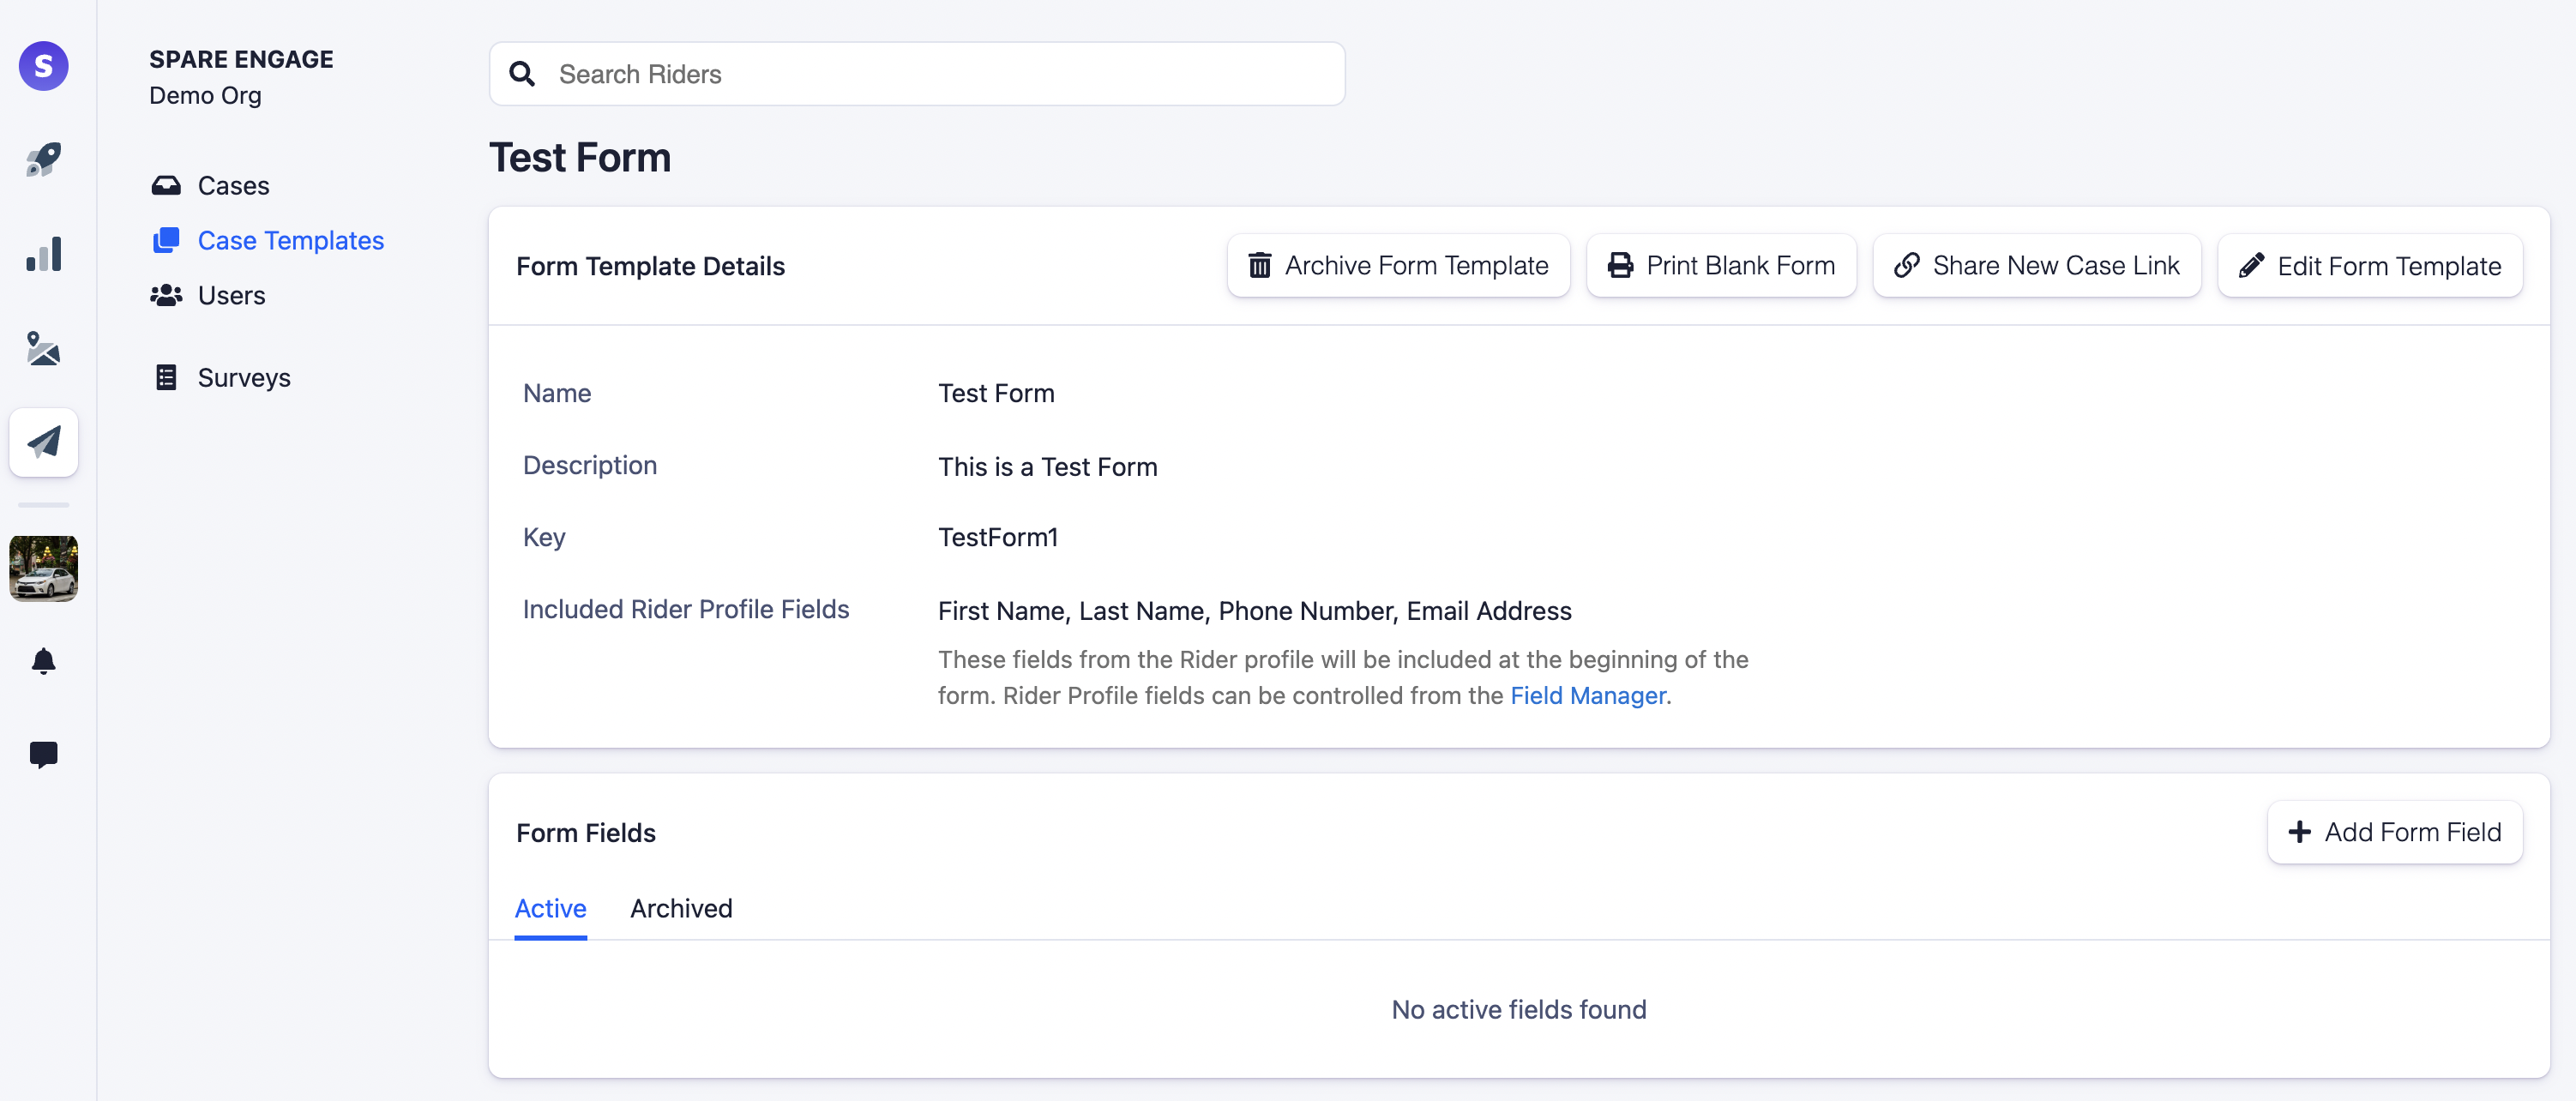 S
SPARE ENGAGE
Demo Org
Cases
Case Templates
Users
Surveys
Search Riders
Test Form
Form Template Details
Archive Form Template
Print Blank Form
Share New Case Link
Edit Form Template
Name
Test Form
Description
This is a Test Form
Key
TestForm1
Included Rider Profile Fields
First Name, Last Name, Phone Number, Email Address
These fields from the Rider profile will be included at the beginning of the
form. Rider Profile fields can be controlled from the Field Manager.
Form Fields
Add Form Field
Active
Archived
No active fields found